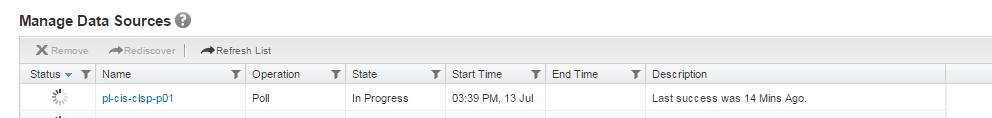 Manage Data Sources ?
Remove Rediscover Refresh List
Status Name Operation State Start Time End Time Description
pl-cis-clsp-p01 Poll In Progress 03:39 PM, 13 Jul Last success was 14 Mins Ago.